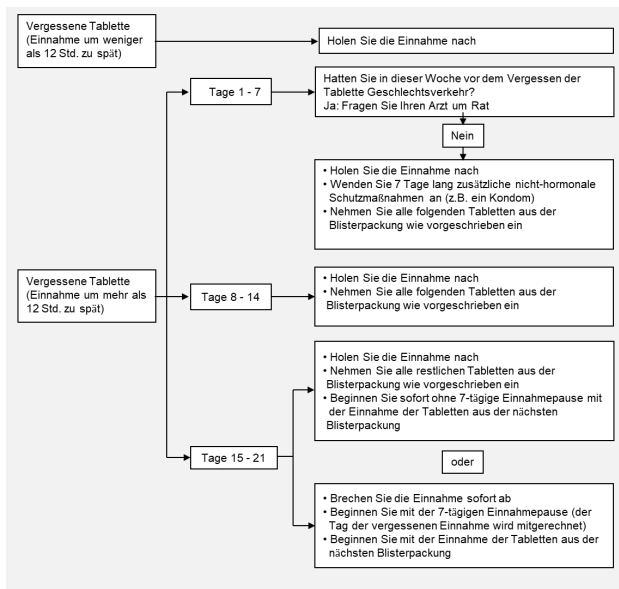 Vergessene Tablette
(Einnahme um weniger
als 12 Std. zu spät)
Holen Sie die Einnahme nach
Tage 1 - 7
Hatten Sie in dieser Woche vor dem Vergessen der
Tablette Geschlechtsverkehr?
Ja: Fragen Sie Ihren Arzt um Rat
Nein
• Holen Sie die Einnahme nach
• Wenden Sie 7 Tage lang zusätzliche nicht-hormonale
Schutzmaßnahmen an (z.B. ein Kondom)
• Nehmen Sie alle folgenden Tabletten aus der
Blisterpackung wie vorgeschrieben ein
Vergessene Tablette
(Einnahme um mehr als
12 Std. zu spät)
Tage 8 - 14
• Holen Sie die Einnahme nach
• Nehmen Sie alle folgenden Tabletten aus der
Blisterpackung wie vorgeschrieben ein
Tage 15 - 21
• Holen Sie die Einnahme nach
• Nehmen Sie alle restlichen Tabletten aus der
Blisterpackung wie vorgeschrieben ein
• Beginnen Sie sofort ohne 7-tägige Einnahmepause mit
der Einnahme der Tabletten aus der nächsten
Blisterpackung
oder
• Brechen Sie die Einnahme sofort ab
• Beginnen Sie mit der 7-tägigen Einnahmepause (der
Tag der vergessenen Einnahme wird mitgerechnet)
• Beginnen Sie mit der Einnahme der Tabletten aus der
nächsten Blisterpackung